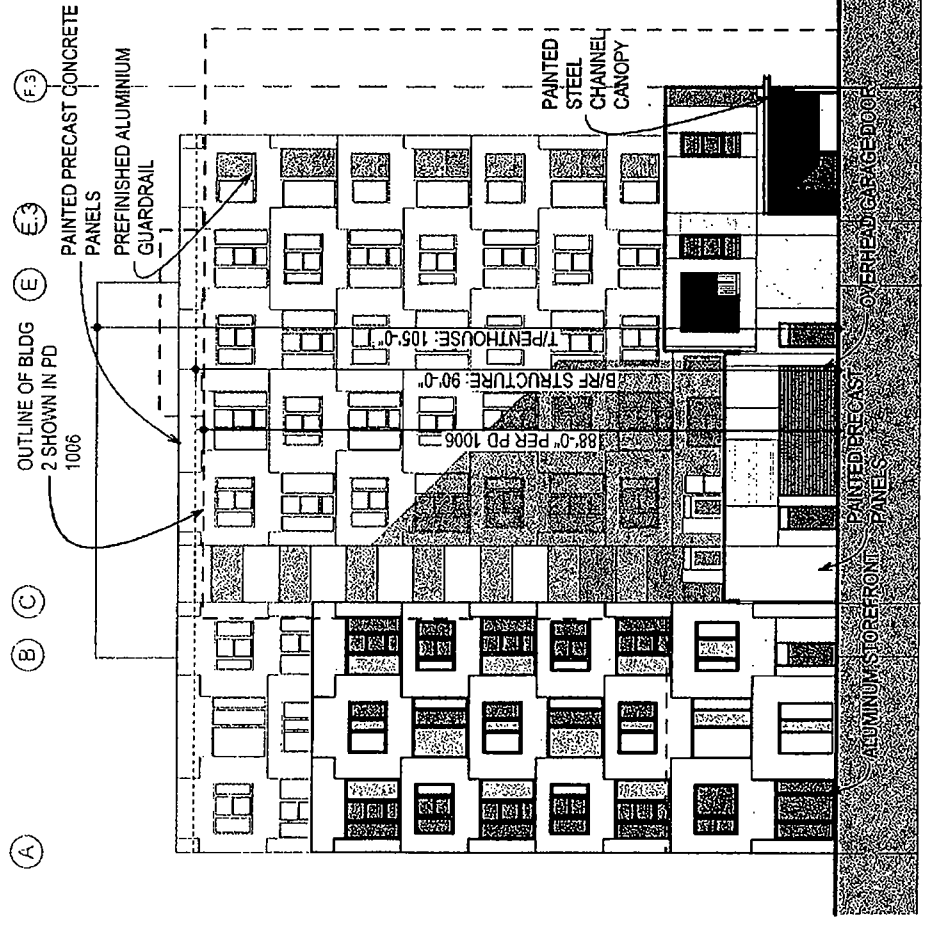 A
B
C
E
E.3
F.3
OUTLINE OF BLDG
2 SHOWN IN PD
1006
PAINTED PRECAST CONCRETE
PANELS
PREFINISHED ALUMINIUM
GUARDRAIL
PAINTED
STEEL
CHANNEL
CANOPY
T/PENTHOUSE: 105'-0"
B/RF STRUCTURE: 90'-0"
88'-0" PER PD 1006
ALUMINUM STOREFRONT
PAINTED PRECAST
PANELS
OVERHEAD GARAGE DOOR